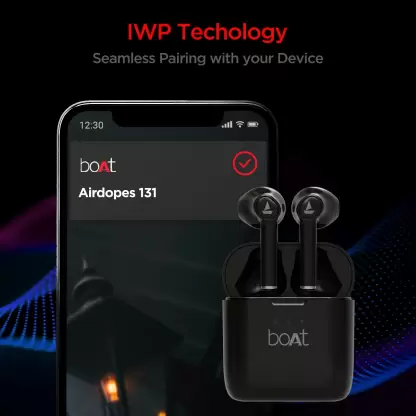 IWP Techology
Seamless Pairing with your Device
12:30
boAt
Airdopes 131
boAt